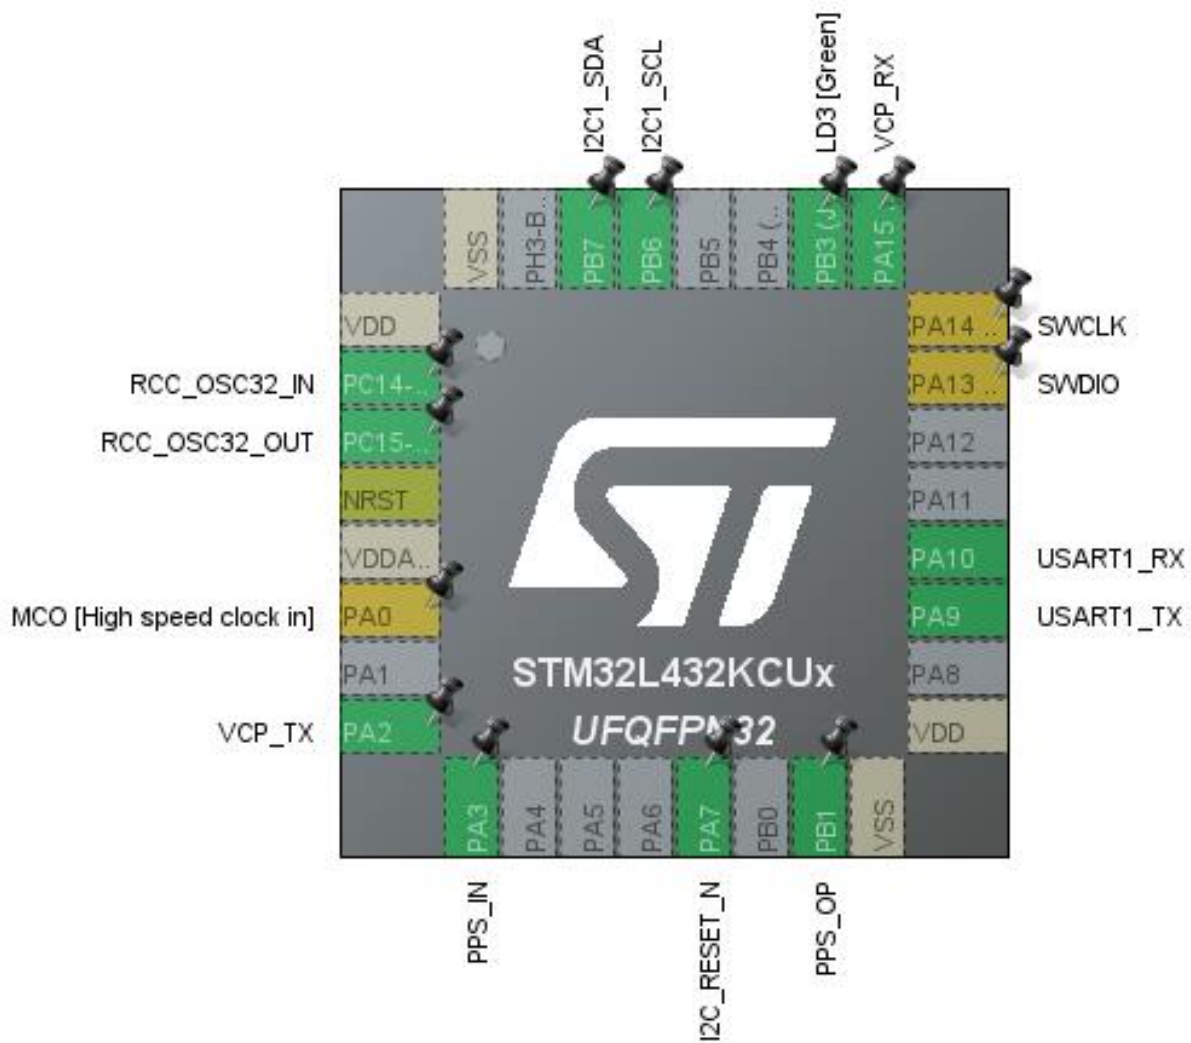 I2C1_SDA
I2C1_SCL
LD3 [Green]
VCP_RX
VSS
PH3-B..
PB7
PB6
PB5
PB4 (...
PB3 (J
PA15 ..
VDD
RCC_OSC32_IN
PC14-...
RCC_OSC32_OUT
PC15-...
NRST
VDDA..
MCO [High speed clock in]
PA0
PA1
VCP_TX
PA2
PA14 ..
SWCLK
PA13 ..
SWDIO
PA12
PA11
PA10
USART1_RX
PA9
USART1_TX
PA8
VDD
ST
STM32L432KCUx
UFQFPN32
PA3
PA4
PA5
PA6
PA7
PB0
PB1
VSS
PPS_IN
I2C_RESET_N
PPS_OP